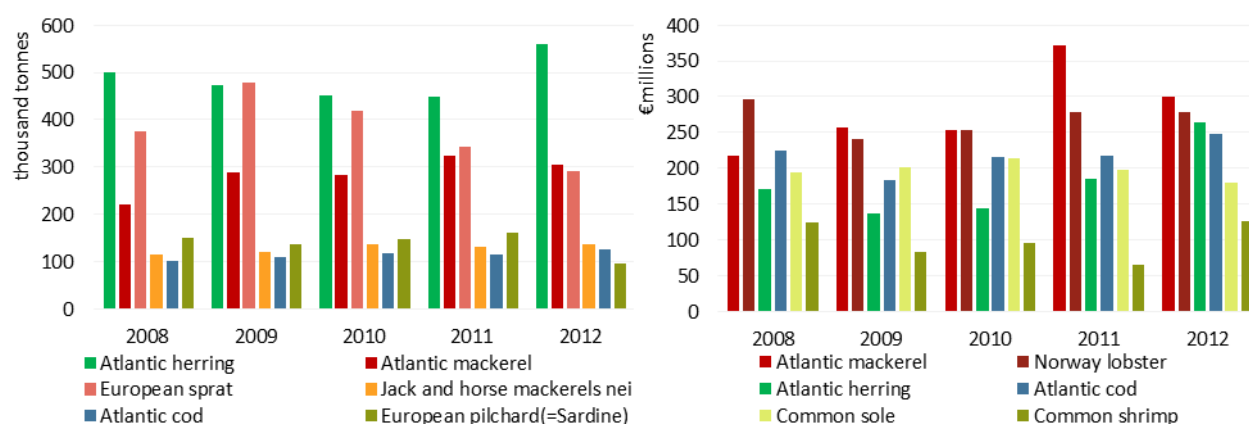 thousand tonnes
600
500
400
300
200
100
0
2008 2009 2010 2011 2012
Atlantic herring Atlantic mackerel
European sprat Jack and horse mackerels nei
Atlantic cod European pilchard(=Sardine)
€millions
400
350
300
250
200
150
100
50
0
2008 2009 2010 2011 2012
Atlantic mackerel Norway lobster
Atlantic herring Atlantic cod
Common sole Common shrimp